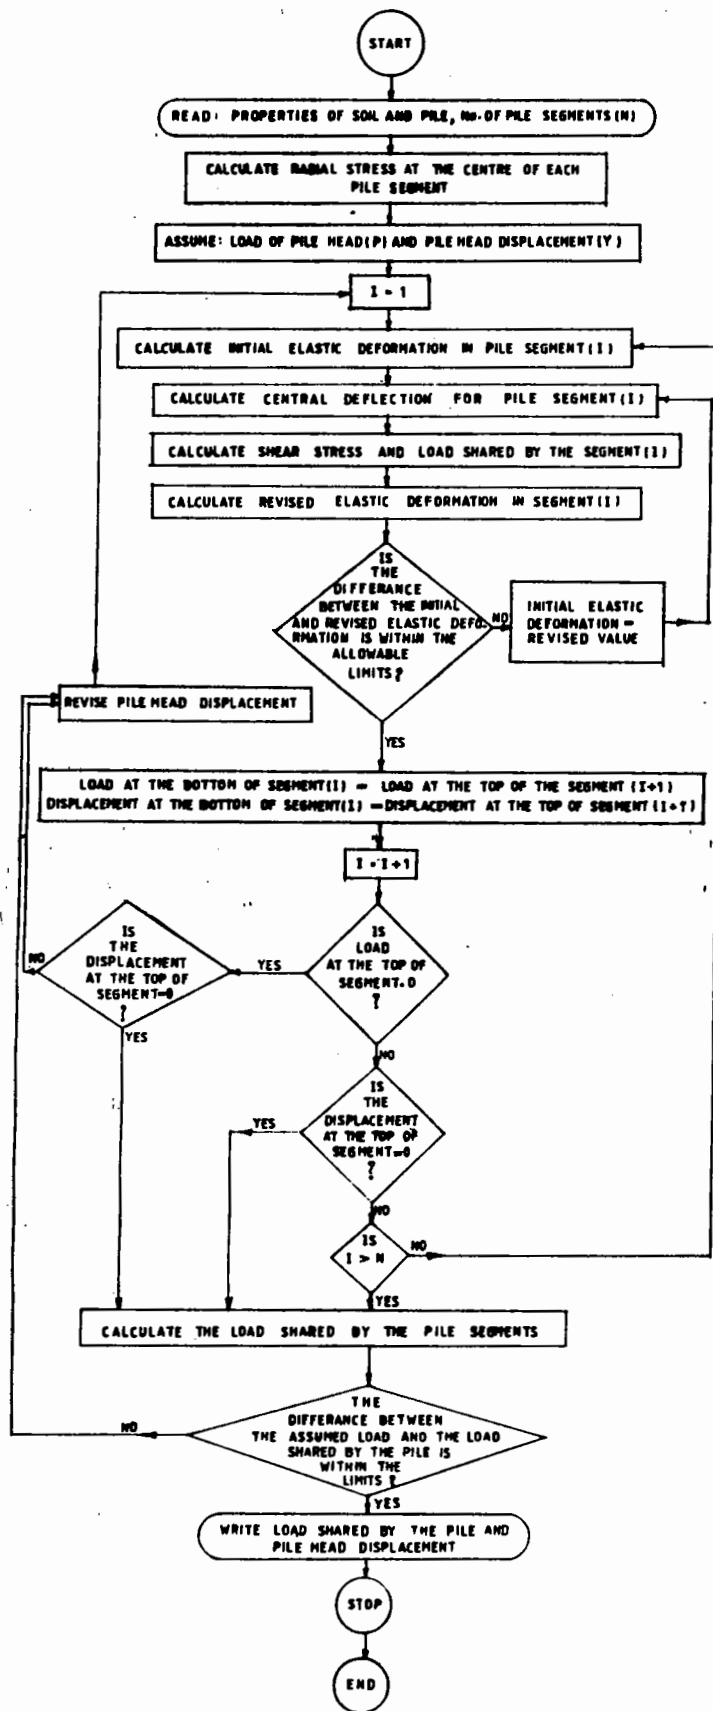 START
READ: PROPERTIES OF SOIL AND PILE, No. OF PILE SEGMENTS(N)
CALCULATE RADIAL STRESS AT THE CENTRE OF EACH
PILE SEGMENT
ASSUME: LOAD OF PILE HEAD(P) AND PILE HEAD DISPLACEMENT(Y)
I = 1
CALCULATE INITIAL ELASTIC DEFORMATION IN PILE SEGMENT(I)
CALCULATE CENTRAL DEFLECTION FOR PILE SEGMENT(I)
CALCULATE SHEAR STRESS AND LOAD SHARED BY THE SEGMENT(I)
CALCULATE REVISED ELASTIC DEFORMATION IN SEGMENT(I)
IS
THE
DIFFERANCE
BETWEEN THE INITIAL
AND REVISED ELASTIC DEFO.
RMATION IS WITHIN THE
ALLOWABLE
LIMITS?
NO
INITIAL ELASTIC
DEFORMATION =
REVISED VALUE
REVISE PILE HEAD DISPLACEMENT
YES
LOAD AT THE BOTTOM OF SEGMENT(I) = LOAD AT THE TOP OF THE SEGMENT (I+1)
DISPLACEMENT AT THE BOTTOM OF SEGMENT(I) = DISPLACEMENT AT THE TOP OF SEGMENT (I+1)
I = I + 1
IS
LOAD
AT THE TOP OF
SEGMENT=0
?
YES
IS
THE
DISPLACEMENT
AT THE TOP OF
SEGMENT=0
?
NO
YES
NO
IS
THE
DISPLACEMENT
AT THE TOP OF
SEGMENT=0
?
YES
NO
IS
I > N
NO
YES
CALCULATE THE LOAD SHARED BY THE PILE SEGMENTS
THE
DIFFERANCE BETWEEN
THE ASSUMED LOAD AND THE LOAD
SHARED BY THE PILE IS
WITHIN THE
LIMITS?
NO
YES
WRITE LOAD SHARED BY THE PILE AND
PILE HEAD DISPLACEMENT
STOP
END